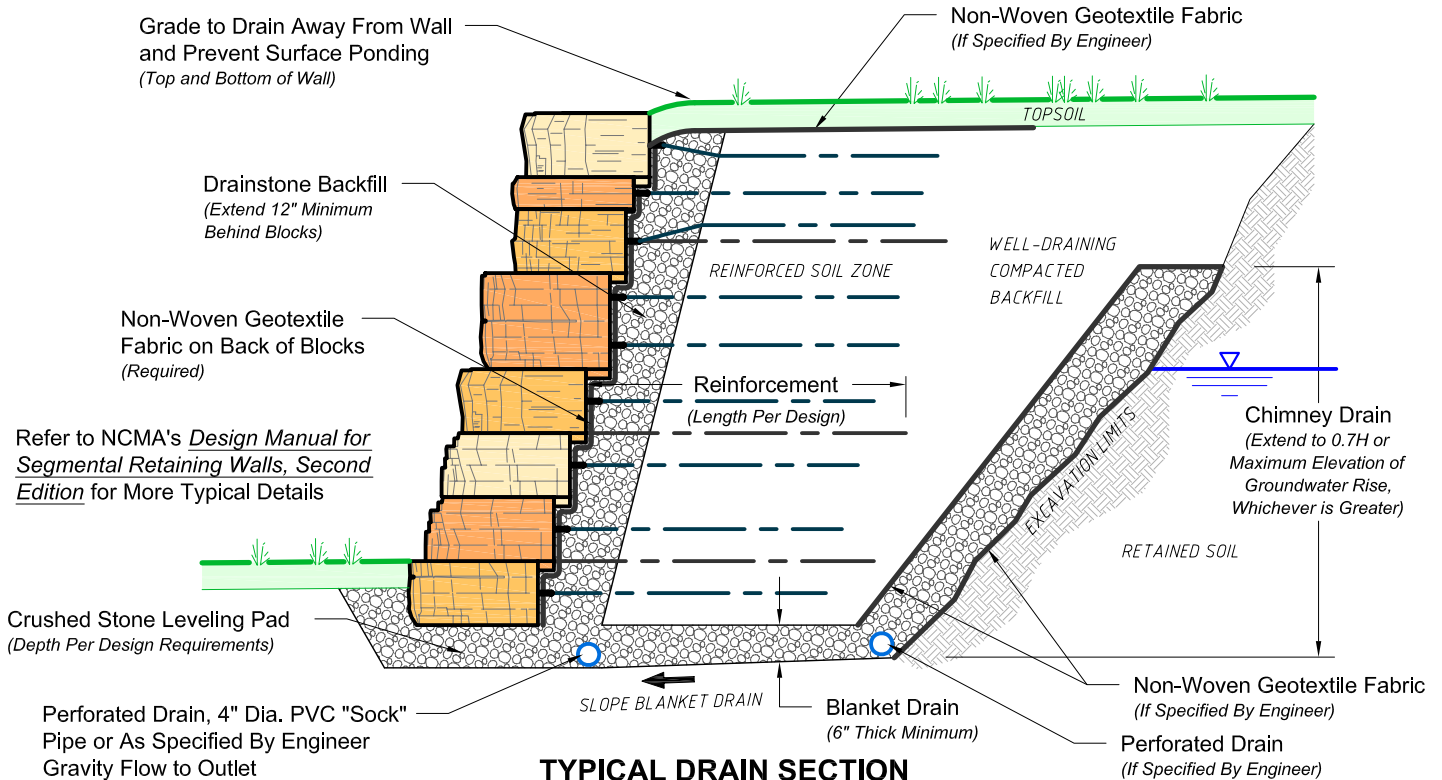 Grade to Drain Away From Wall
and Prevent Surface Ponding
(Top and Bottom of Wall)
Non-Woven Geotextile Fabric
(If Specified By Engineer)
TOPSOIL
Drainstone Backfill
(Extend 12" Minimum
Behind Blocks)
REINFORCED SOIL ZONE
WELL-DRAINING
COMPACTED
BACKFILL
Non-Woven Geotextile
Fabric on Back of Blocks
(Required)
Reinforcement
(Length Per Design)
Chimney Drain
(Extend to 0.7H or
Maximum Elevation of
Groundwater Rise,
Whichever is Greater)
Refer to NCMA's Design Manual for
Segmental Retaining Walls, Second
Edition for More Typical Details
EXCAVATION LIMITS
RETAINED SOIL
Crushed Stone Leveling Pad
(Depth Per Design Requirements)
SLOPE BLANKET DRAIN
Blanket Drain
(6" Thick Minimum)
Non-Woven Geotextile Fabric
(If Specified By Engineer)
Perforated Drain
(If Specified By Engineer)
Perforated Drain, 4" Dia. PVC "Sock"
Pipe or As Specified By Engineer
Gravity Flow to Outlet
TYPICAL DRAIN SECTION